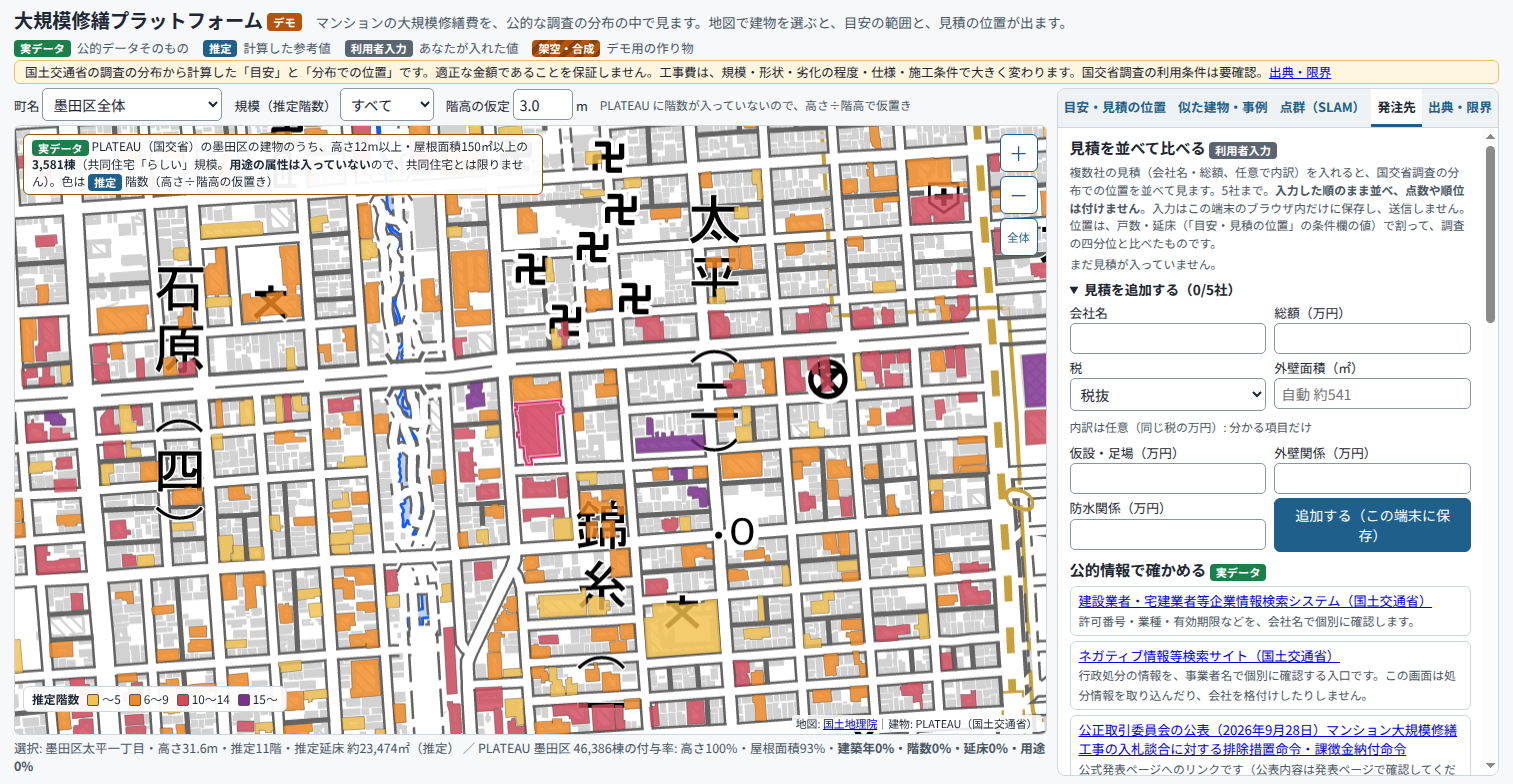 大規模修繕プラットフォーム デモ マンションの大規模修繕費を、公的な調査の分布の中で見ます。地図で建物を選ぶと、目安の範囲と、見積の位置が出ます。
実データ 公的データそのもの 推定 計算した参考値 利用者入力 あなたが入れた値 架空・合成 デモ用の作り物
国土交通省の調査の分布から計算した「目安」と「分布での位置」です。適正な金額であることを保証しません。工事費は、規模・形状・劣化の程度・仕様・施工条件で大きく変わります。国交省調査の利用条件は要確認。出典・限界
町名 墨田区全体 規模（推定階数） すべて 階高の仮定 3.0 m PLATEAU に階数が入っていないので、高さ÷階高で仮置き
実データ PLATEAU（国交省）の墨田区の建物のうち、高さ12m以上・屋根面積150㎡以上の
3,581棟（共同住宅「らしい」規模。用途の属性は入っていないので、共同住宅とは限りませ
ん）。色は 推定 階数（高さ÷階高の仮置き）
＋
－
全体
太平（二）
石原（四）
錦糸（
.0
推定階数 ～5 6～9 10～14 15～
地図: 国土地理院 | 建物: PLATEAU（国土交通省）
選択: 墨田区太平一丁目・高さ31.6m・推定11階・推定延床 約23,474㎡（推定） ／ PLATEAU 墨田区 46,386棟の付与率: 高さ100%・屋根面積93%・建築年0%・階数0%・延床0%・用途
0%
目安・見積の位置 似た建物・事例 点群（SLAM） 発注先 出典・限界
見積を並べて比べる 利用者入力
複数社の見積（会社名・総額、任意で内訳）を入れると、国交省調査の分
布での位置を並べて見ます。5社まで。入力した順のまま並べ、点数や順位
は付けません。入力はこの端末のブラウザ内だけに保存し、送信しません。
位置は、戸数・延床（「目安・見積の位置」の条件欄の値）で割って、調査
の四分位と比べたものです。
まだ見積が入っていません。
▼ 見積を追加する（0/5社）
会社名 総額（万円）
税 外壁面積（㎡）
税抜 自動 約541
内訳は任意（同じ税の万円）: 分かる項目だけ
仮設・足場（万円） 外壁関係（万円）
防水関係（万円）
追加する（この端末に保
存）
公的情報で確かめる 実データ
建設業者・宅建業者等企業情報検索システム（国土交通省）
許可番号・業種・有効期限などを、会社名で個別に確認します。
ネガティブ情報等検索サイト（国土交通省）
行政処分の情報を、事業者名で個別に確認する入口です。この画面は処
分情報を取り込んだり、会社を格付けしたりしません。
公正取引委員会の公表（2026年9月28日）マンション大規模修繕
工事の入札談合に対する排除措置命令・課徴金納付命令
公式発表ページへのリンクです（公表内容は発表ページで確認してくだ